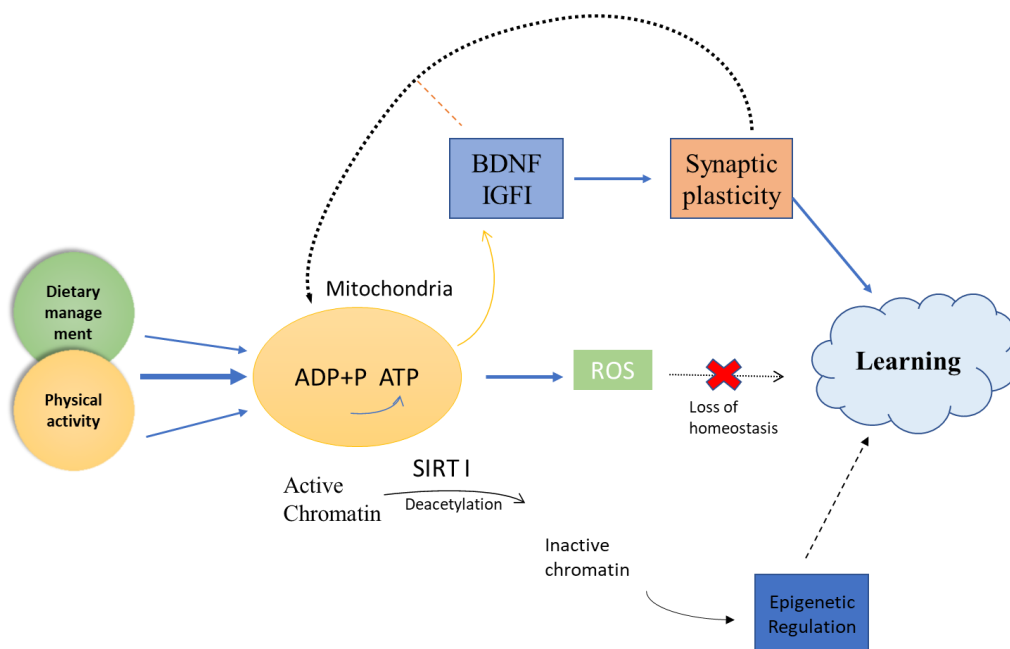 BDNF
IGFI
Synaptic
plasticity
Dietary
manage
ment
Physical
activity
Mitochondria
ADP+P ATP
ROS
Loss of
homeostasis
Learning
SIRT I
Deacetylation
Active
Chromatin
Inactive
chromatin
Epigenetic
Regulation